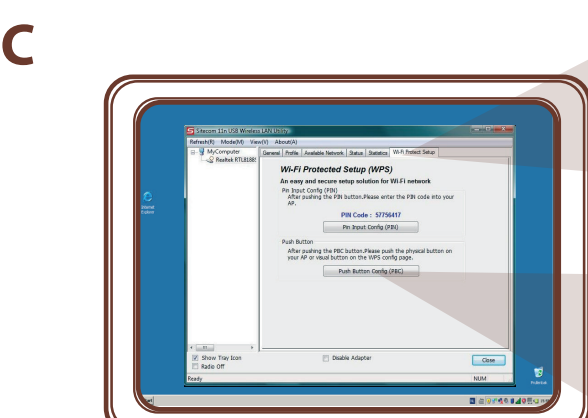 C
Sitecom 11n USB Wireless LAN Utility
Refresh(R) Mode(M) View(V) About(A)
MyComputer
Realtek RTL8188S
General Profile Available Network Status Statistics Wi-Fi Protect Setup
Wi-Fi Protected Setup (WPS)
An easy and secure setup solution for Wi-Fi network
Pin Input Config (PIN)
After pushing the PIN button.Please enter the PIN code into your
AP.
PIN Code : 57756417
Pin Input Config (PIN)
Push Button
After pushing the PBC button.Please push the physical button on
your AP or visual button on the WPS config page.
Push Button Config (PBC)
Internet
Explorer
Show Tray Icon
Radio Off
Disable Adapter
Close
Ready
NUM